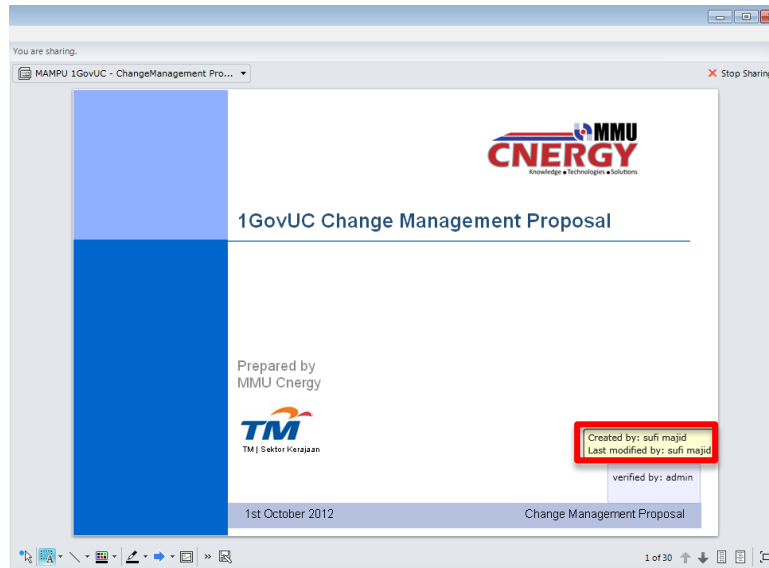 You are sharing.
MAMPU 1GovUC - ChangeManagement Pro...
Stop Sharing
MMU
CNERGY
Knowledge • Technologies • Solutions
1GovUC Change Management Proposal
Prepared by
MMU Cnergy
TM
TM | Sektor Kerajaan
Created by: sufi majid
Last modified by: sufi majid
verified by: admin
1st October 2012 Change Management Proposal
1 of 30